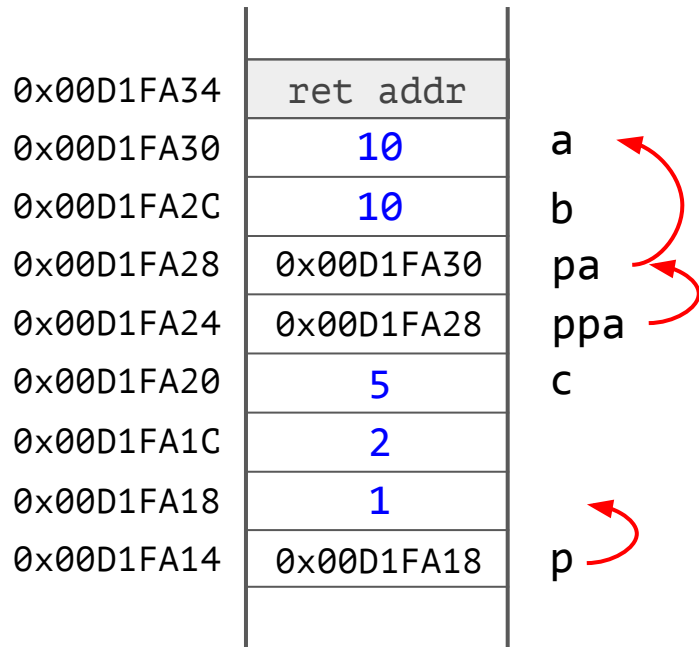 0x00D1FA34 ret addr
0x00D1FA30 10 a
0x00D1FA2C 10 b
0x00D1FA28 0x00D1FA30 pa
0x00D1FA24 0x00D1FA28 ppa
0x00D1FA20 5 c
0x00D1FA1C 2
0x00D1FA18 1
0x00D1FA14 0x00D1FA18 p